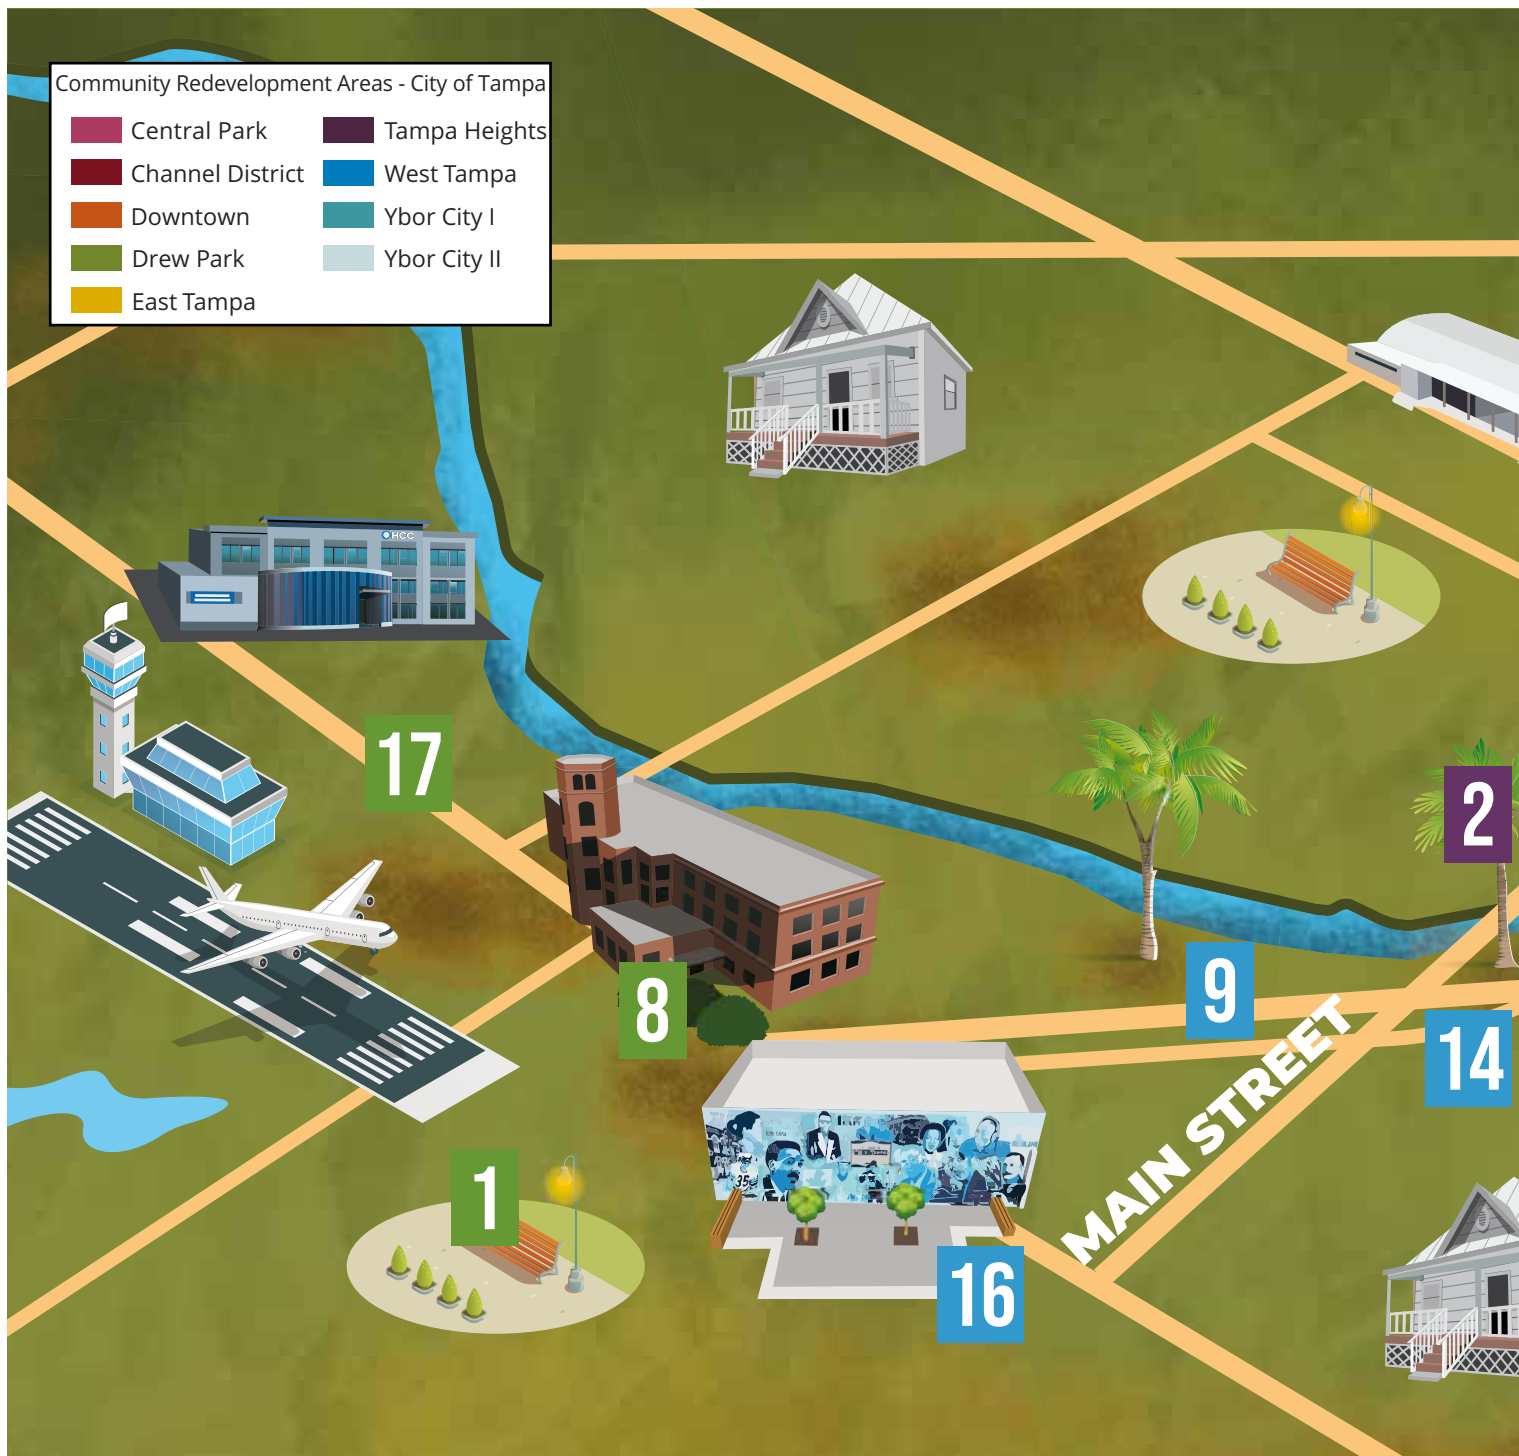 Community Redevelopment Areas - City of Tampa
Central Park
Channel District
Downtown
Drew Park
East Tampa
Tampa Heights
West Tampa
Ybor City I
Ybor City II
HCC
17
2
8
9
14
MAIN STREET
35
1
16